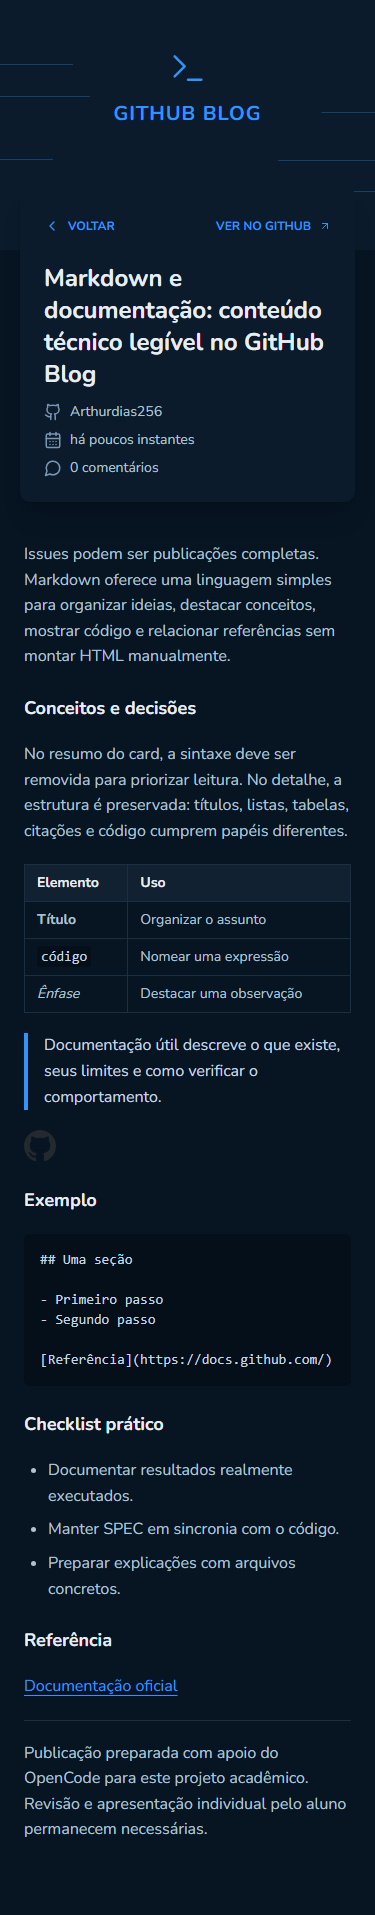 GITHUB BLOG
VOLTAR
VER NO GITHUB
Markdown e
documentação: conteúdo
técnico legível no GitHub
Blog
Arthurdias256
há poucos instantes
0 comentários
Issues podem ser publicações completas.
Markdown oferece uma linguagem simples
para organizar ideias, destacar conceitos,
mostrar código e relacionar referências sem
montar HTML manualmente.
Conceitos e decisões
No resumo do card, a sintaxe deve ser
removida para priorizar leitura. No detalhe, a
estrutura é preservada: títulos, listas, tabelas,
citações e código cumprem papéis diferentes.
Elemento Uso
Título Organizar o assunto
código Nomear uma expressão
Ênfase Destacar uma observação
Documentação útil descreve o que existe,
seus limites e como verificar o
comportamento.
Exemplo
## Uma seção
- Primeiro passo
- Segundo passo
[Referência](https://docs.github.com/)
Checklist prático
• Documentar resultados realmente
executados.
• Manter SPEC em sincronia com o código.
• Preparar explicações com arquivos
concretos.
Referência
Documentação oficial
Publicação preparada com apoio do
OpenCode para este projeto acadêmico.
Revisão e apresentação individual pelo aluno
permanecem necessárias.